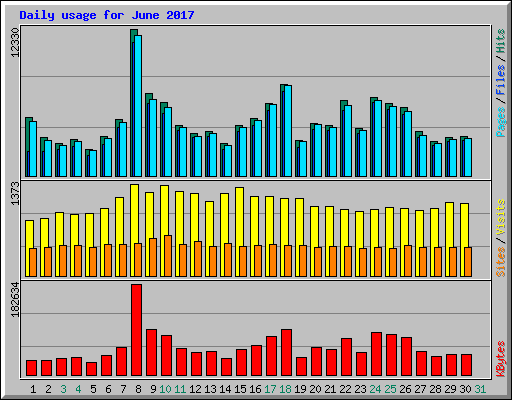 Daily usage for June 2017
12330
Pages / Files / Hits
1373
Sites / Visits
182634
KBytes
1 2 3 4 5 6 7 8 9 10 11 12 13 14 15 16 17 18 19 20 21 22 23 24 25 26 27 28 29 30 31